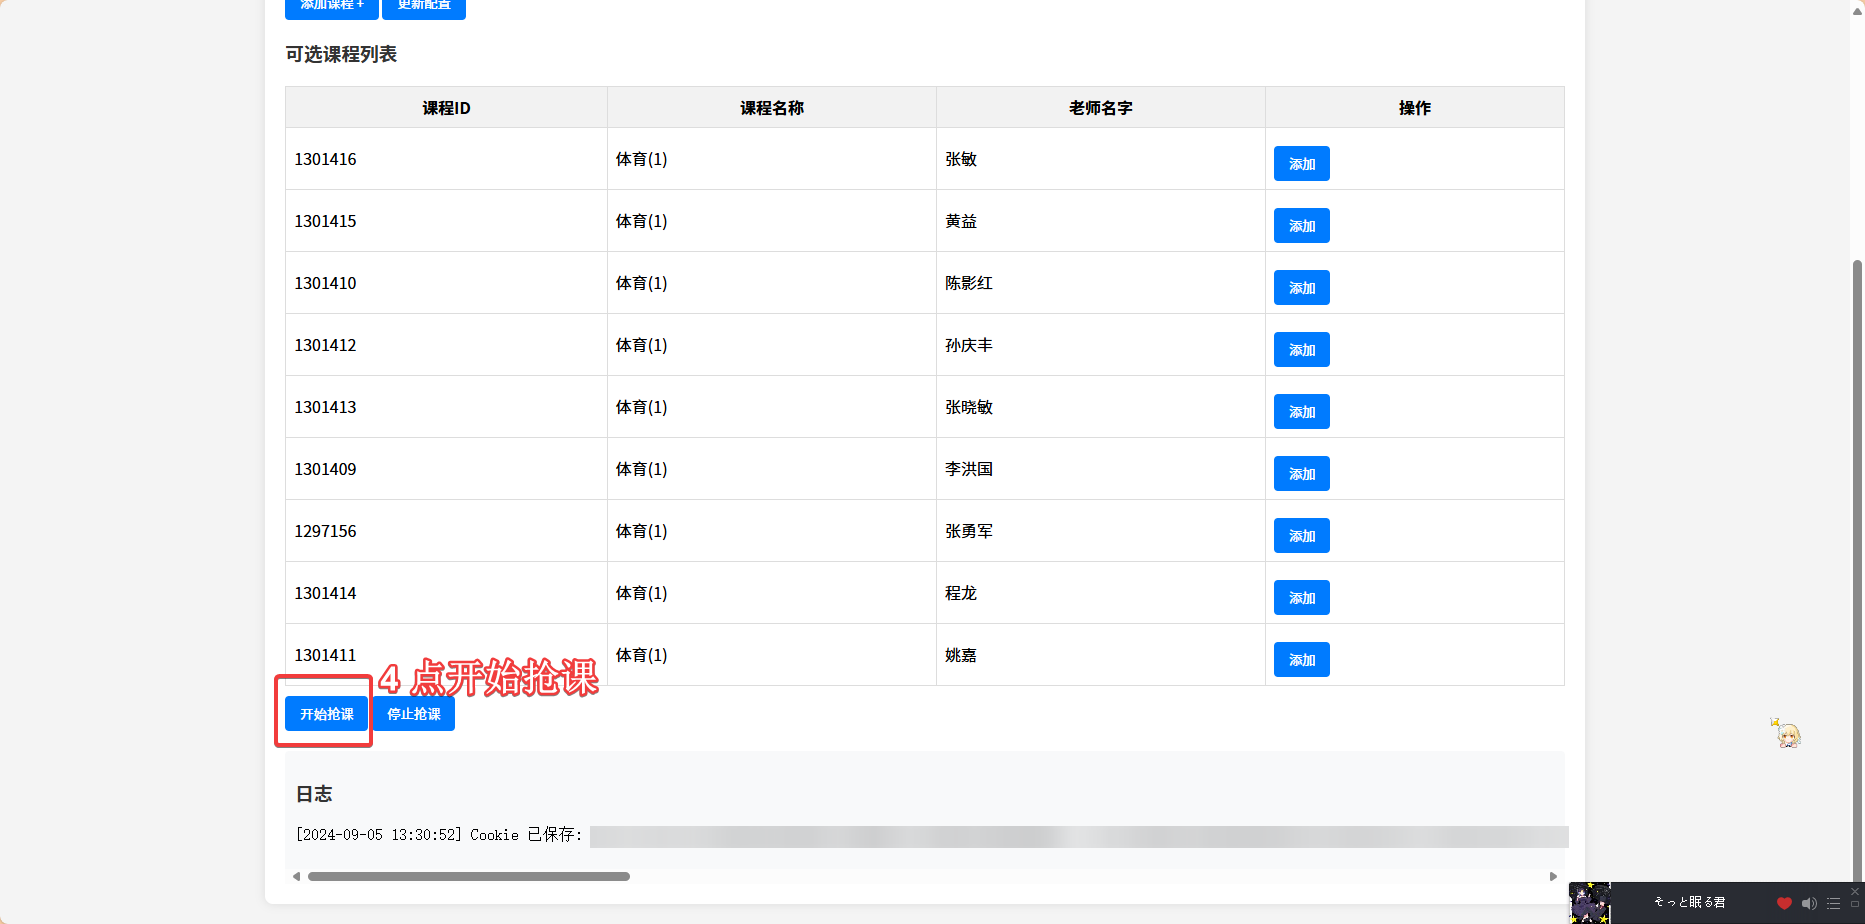 添加课程 + 更新配置
可选课程列表
课程ID 课程名称 老师名字 操作
1301416 体育(1) 张敏 添加
1301415 体育(1) 黄益 添加
1301410 体育(1) 陈影红 添加
1301412 体育(1) 孙庆丰 添加
1301413 体育(1) 张晓敏 添加
1301409 体育(1) 李洪国 添加
1297156 体育(1) 张勇军 添加
1301414 体育(1) 程龙 添加
1301411 体育(1) 姚嘉 添加
4 点开始抢课
开始抢课 停止抢课
日志
[2024-09-05 13:30:52] Cookie 已保存:
そっと眠る君